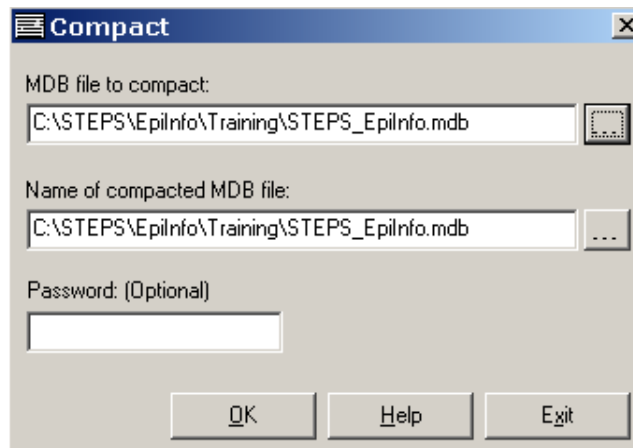 Compact
MDB file to compact:
C:\STEPS\EpiInfo\Training\STEPS_EpiInfo.mdb
...
Name of compacted MDB file:
C:\STEPS\EpiInfo\Training\STEPS_EpiInfo.mdb
...
Password: (Optional)
OK Help Exit